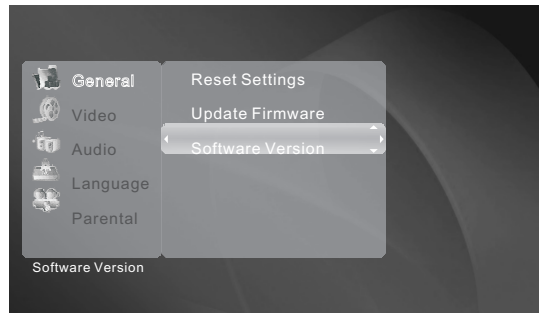 General
Video
Audio
Language
Parental
Reset Settings
Update Firmware
Software Version
Software Version